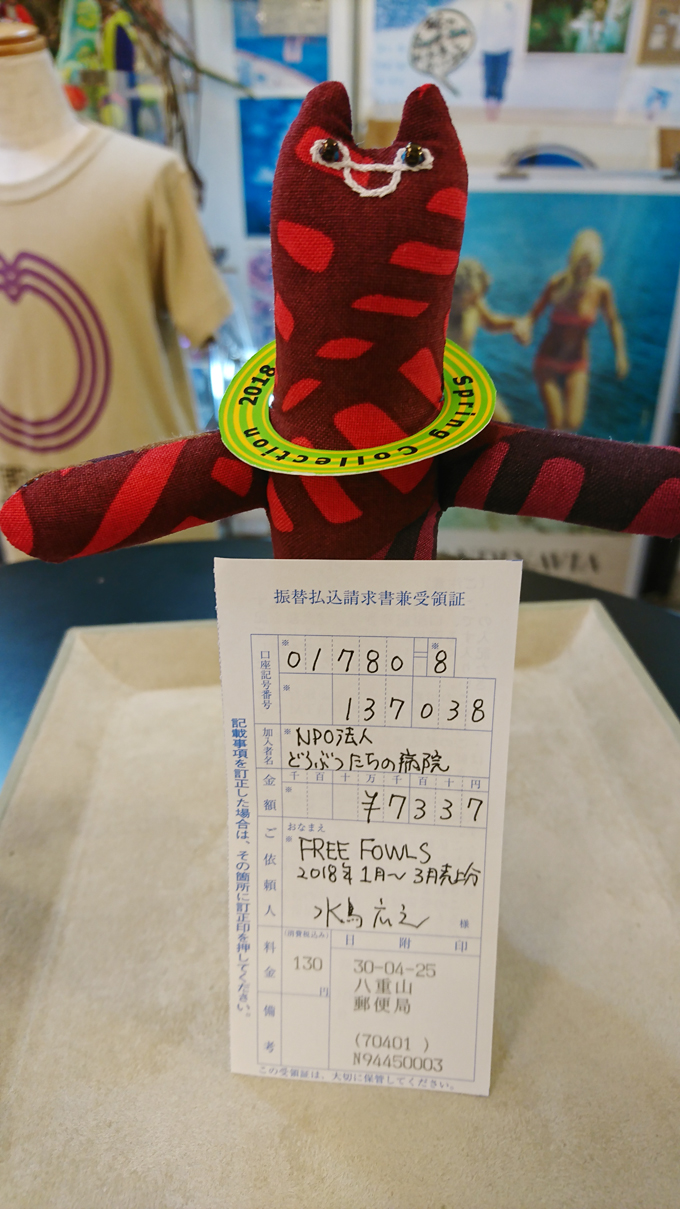 2018 Spring Collection
振替払込請求書兼受領証
口座記号番号
※ 01780-8
※ 137038
加入者名
※ NPO法人
どうぶつたちの病院
金額
千 百 十 万 千 百 十 円
※ ¥7337
ご依頼人
おなまえ
※ FREE FOWLS
2018年1月〜3月売上分
水鳥広之
様
料金
(消費税込み)
130
円
備考
日附印
30-04-25
八重山
郵便局
(70401 )
N94450003
この受領証は、大切に保管してください。
記載事項を訂正した場合は、その箇所に訂正印を押してください。